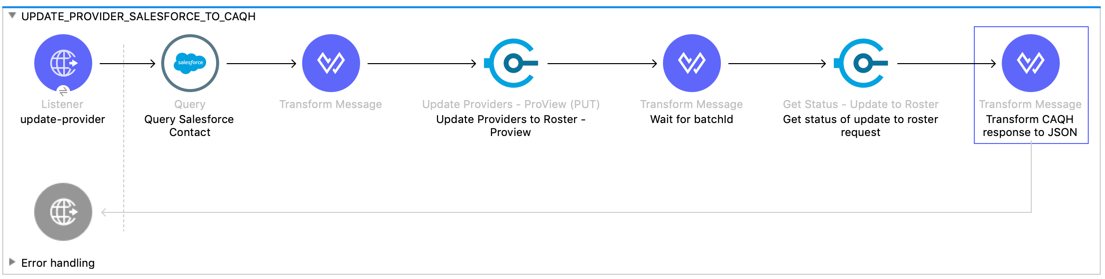 UPDATE_PROVIDER_SALESFORCE_TO_CAQH
salesforce
Listener
update-provider
Query
Query Salesforce
Contact
Transform Message
Update Providers - ProView (PUT)
Update Providers to Roster -
Proview
Transform Message
Wait for batchId
Get Status - Update to Roster
Get status of update to roster
request
Transform Message
Transform CAQH
response to JSON
Error handling